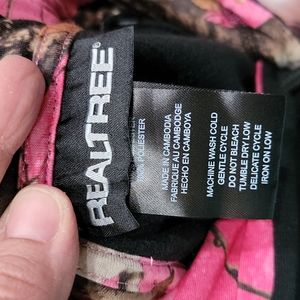 REALTREE®
POLYESTER
MADE IN CAMBODIA
FABRIQUE AU CAMBODGE
HECHO EN CAMBOYA
MACHINE WASH COLD
GENTLE CYCLE
DO NOT BLEACH
TUMBLE DRY LOW
DELICATE CYCLE
IRON ON LOW